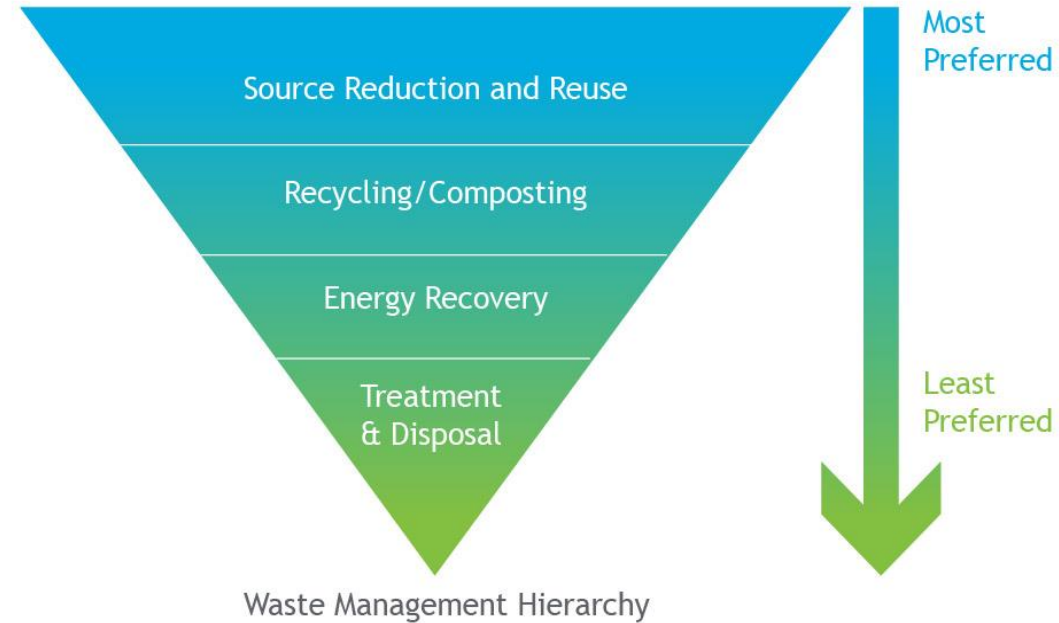 Most
Preferred
Source Reduction and Reuse
Recycling/Composting
Energy Recovery
Treatment
& Disposal
Least
Preferred
Waste Management Hierarchy